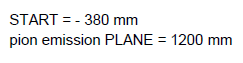 START = - 380 mm
pion emission PLANE = 1200 mm